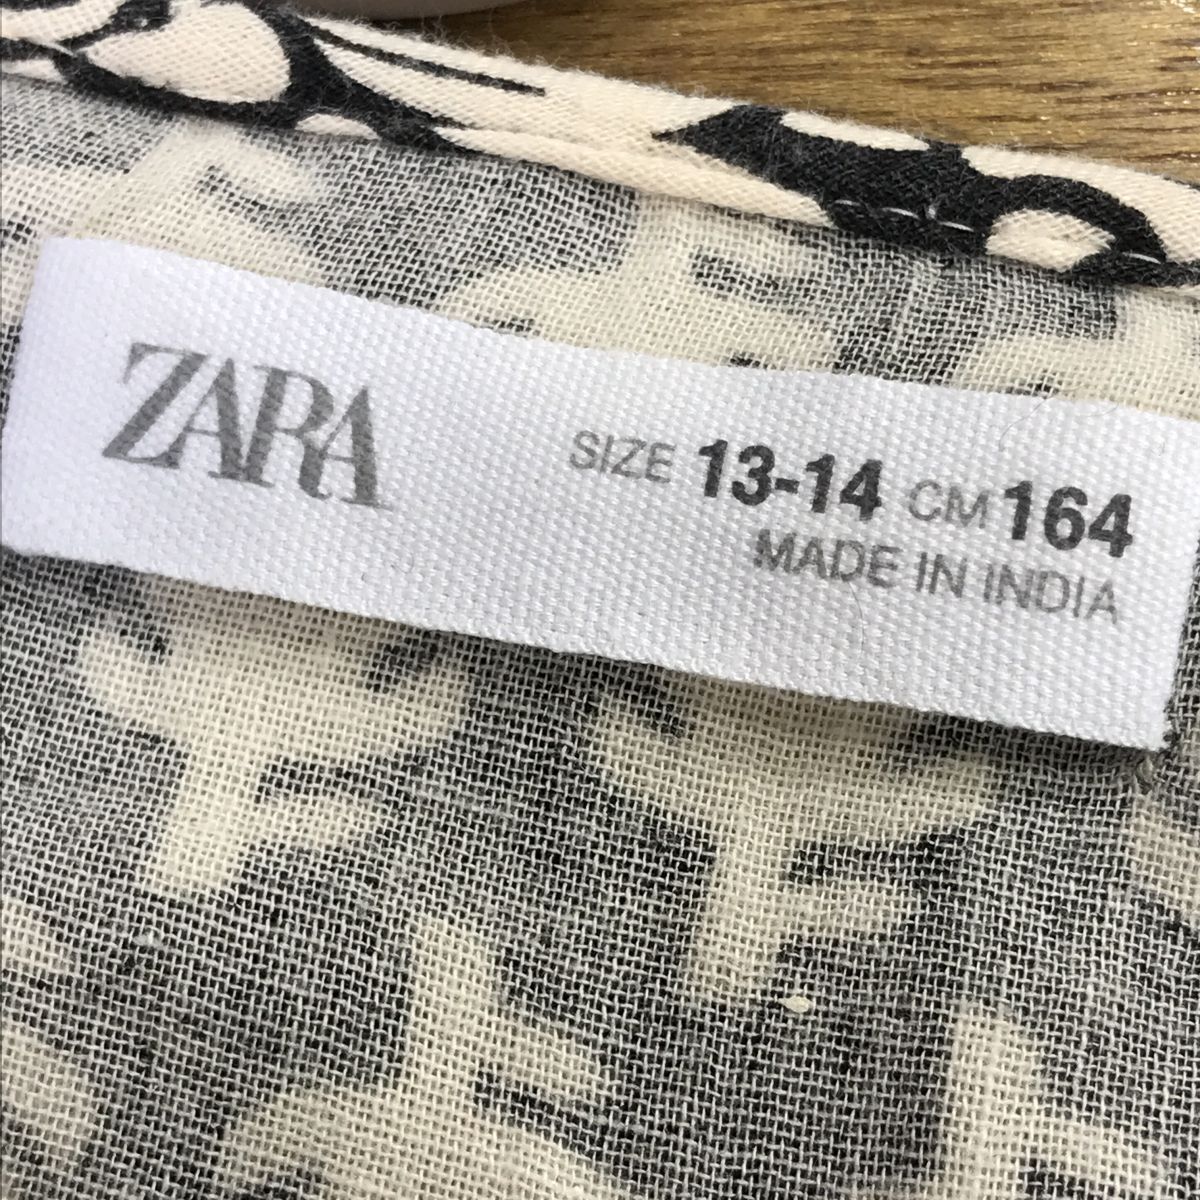 ZARA
SIZE 13-14 CM 164
MADE IN INDIA